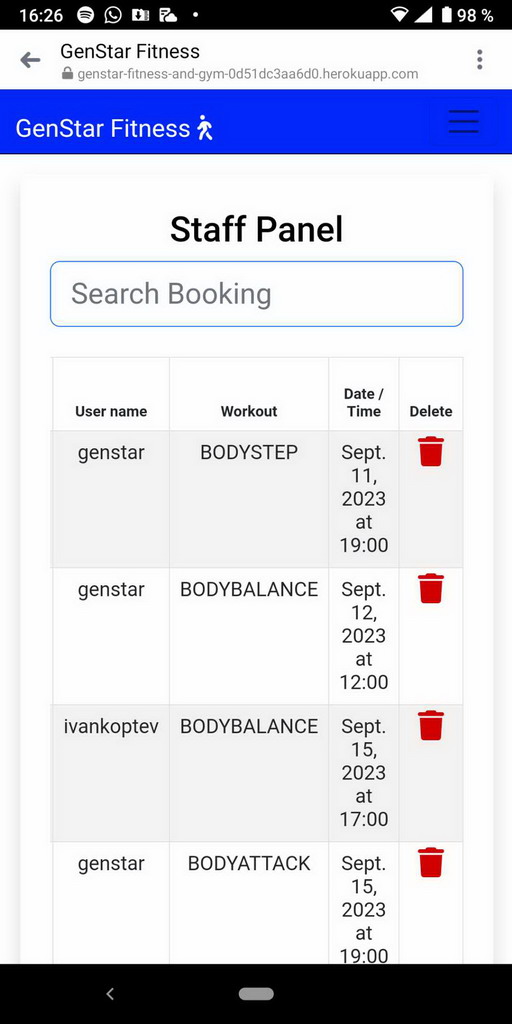 16:26
98 %
GenStar Fitness
genstar-fitness-and-gym-0d51dc3aa6d0.herokuapp.com
GenStar Fitness
Staff Panel
Search Booking
User name Workout Date / Time Delete
genstar BODYSTEP Sept. 11, 2023 at 19:00
genstar BODYBALANCE Sept. 12, 2023 at 12:00
ivankoptev BODYBALANCE Sept. 15, 2023 at 17:00
genstar BODYATTACK Sept. 15, 2023 at 19:00